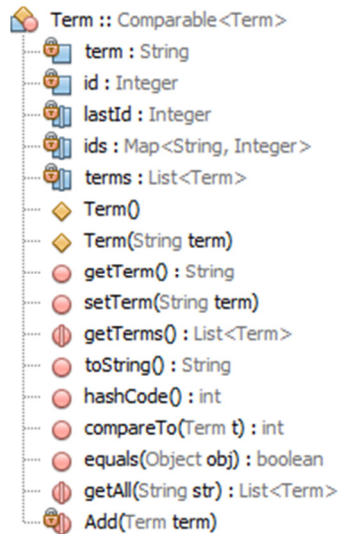 Term :: Comparable<Term>
term : String
id : Integer
lastId : Integer
ids : Map<String, Integer>
terms : List<Term>
Term()
Term(String term)
getTerm() : String
setTerm(String term)
getTerms() : List<Term>
toString() : String
hashCode() : int
compareTo(Term t) : int
equals(Object obj) : boolean
getAll(String str) : List<Term>
Add(Term term)